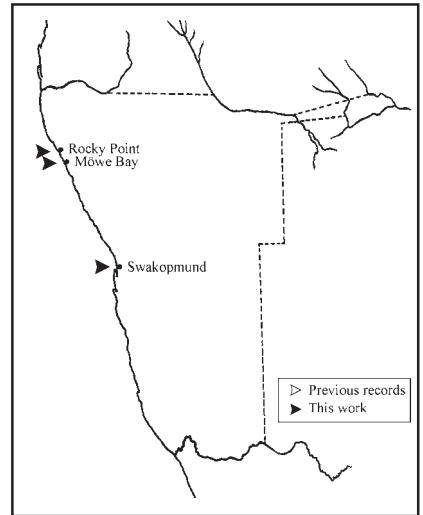 Rocky Point
Möwe Bay
Swakopmund
Previous records
This work